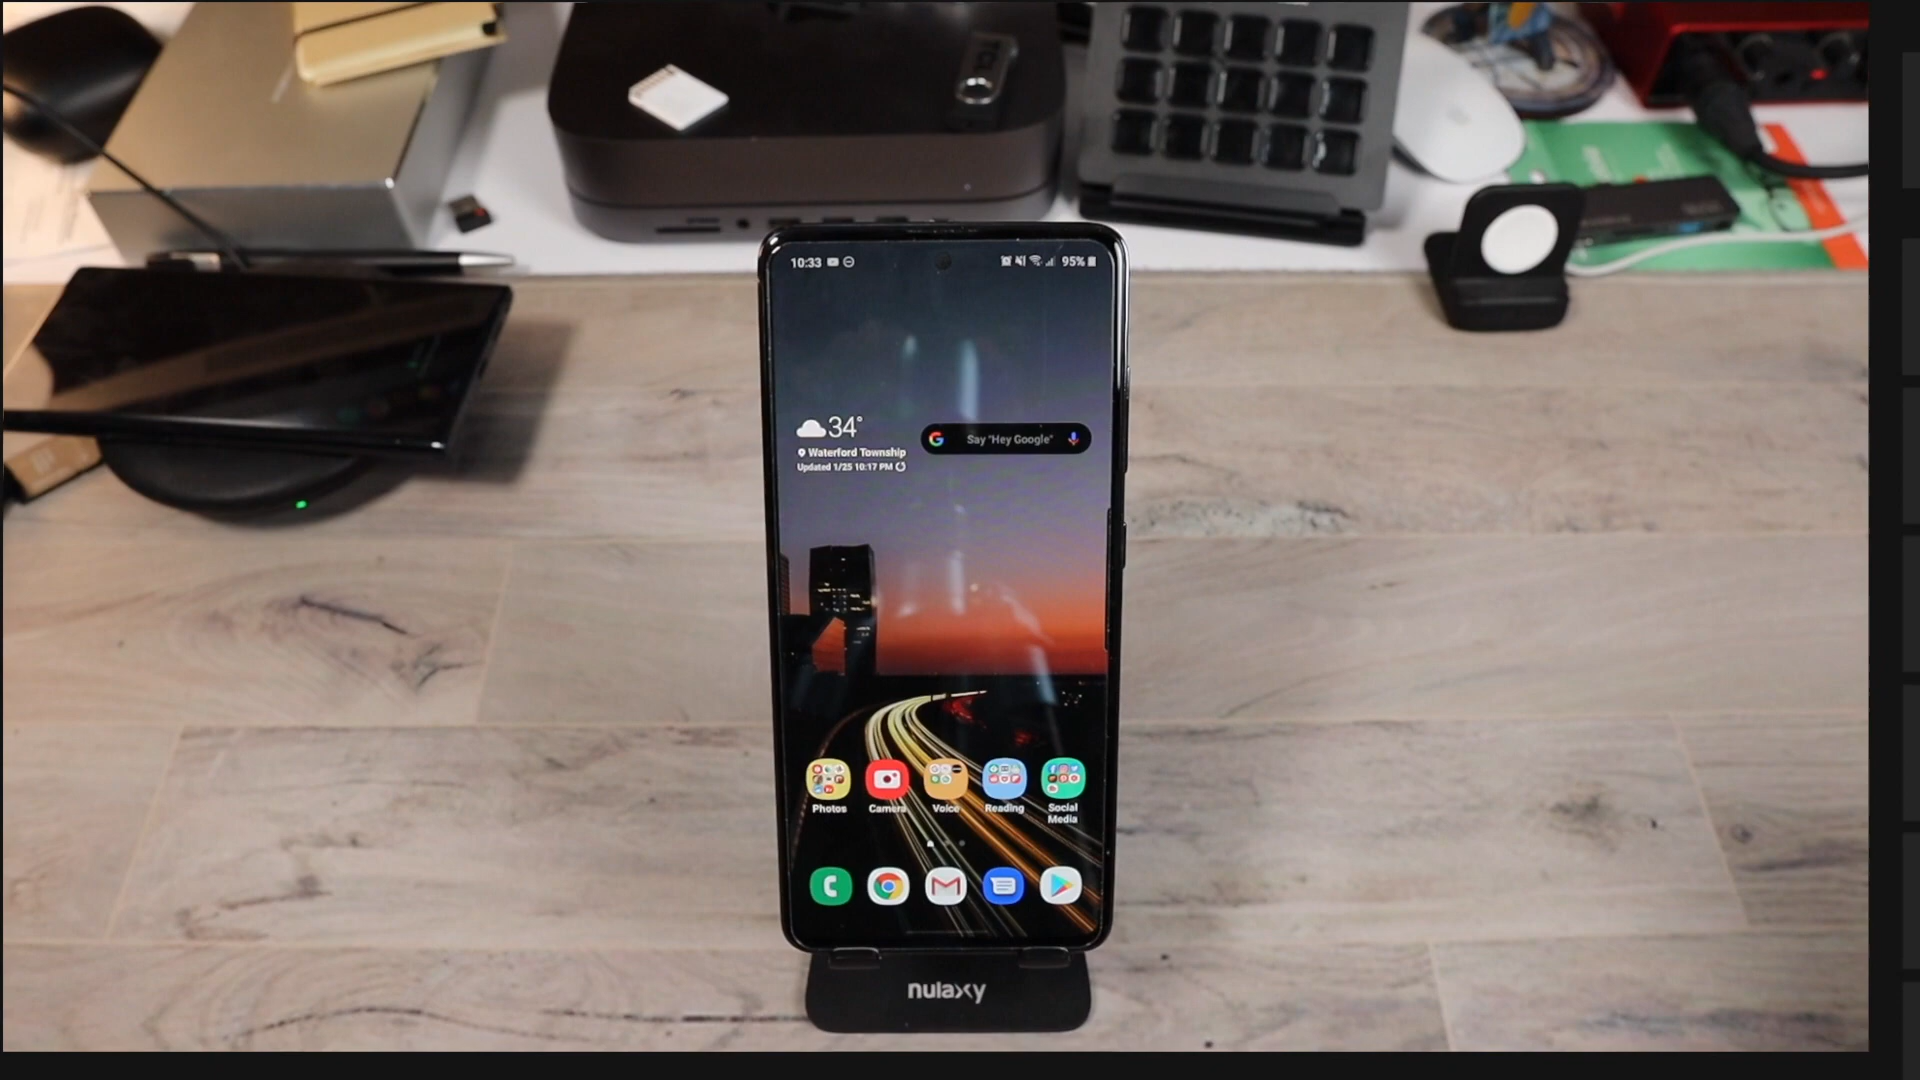 TCL
10:33
95%
34°
Say "Hey Google"
Waterford Township
Updated 1/25 10:17 PM
Photos
Camera
Voice
Reading
Social
Media
nulaxy